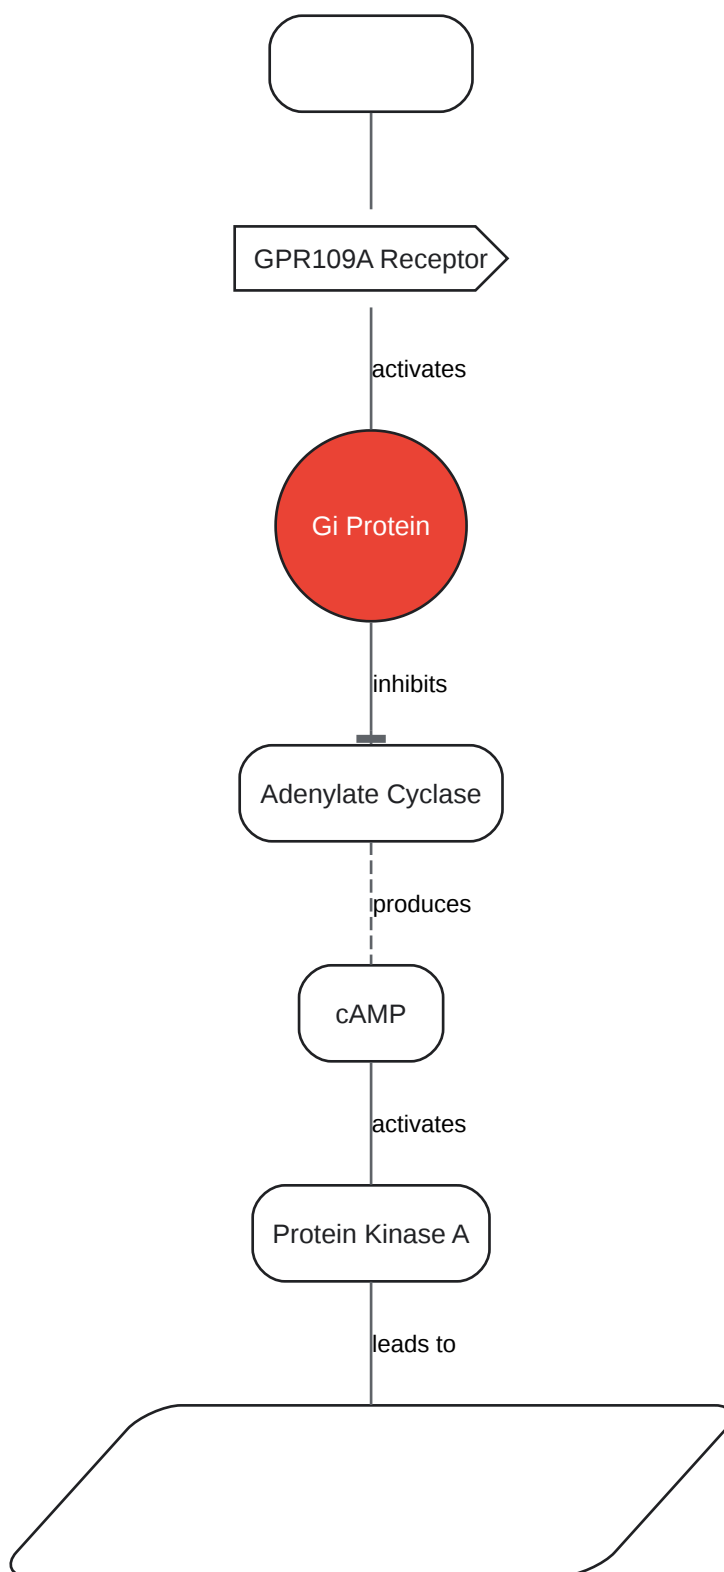 GPR109A Receptor
activates
Gi Protein
inhibits
Adenylate Cyclase
produces
cAMP
activates
Protein Kinase A
leads to